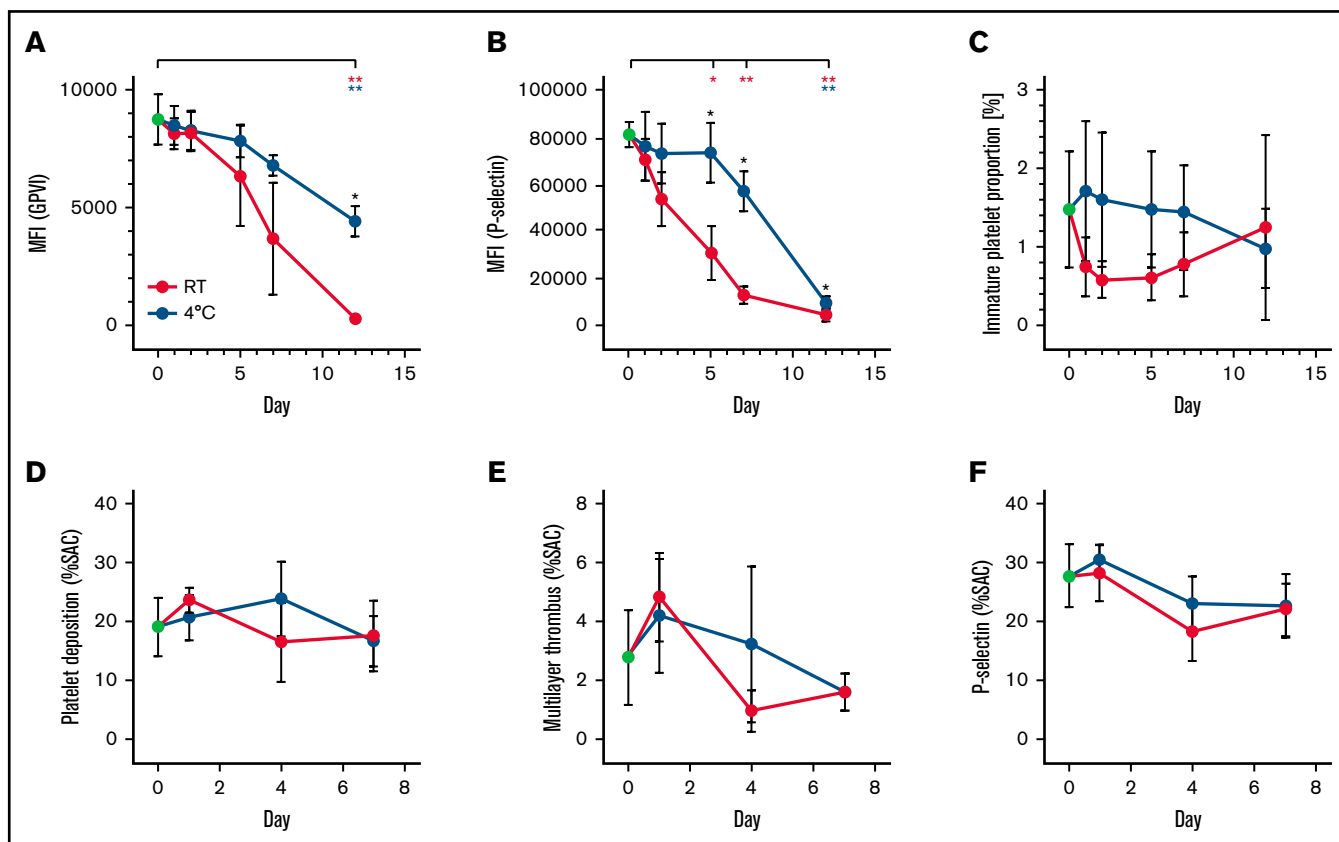 A
MFI (GPVI)
10000
5000
0
**
**
*
RT
4°C
0 5 10 15
Day
B
MFI (P-selectin)
100000
80000
60000
40000
20000
0
* ** **
**
*
*
*
0 5 10 15
Day
C
Immature platelet proportion [%]
3
2
1
0
0 5 10 15
Day
D
Platelet deposition (%SAC)
40
30
20
10
0
0 2 4 6 8
Day
E
Multilayer thrombus (%SAC)
8
6
4
2
0
0 2 4 6 8
Day
F
P-selectin (%SAC)
40
30
20
10
0
0 2 4 6 8
Day